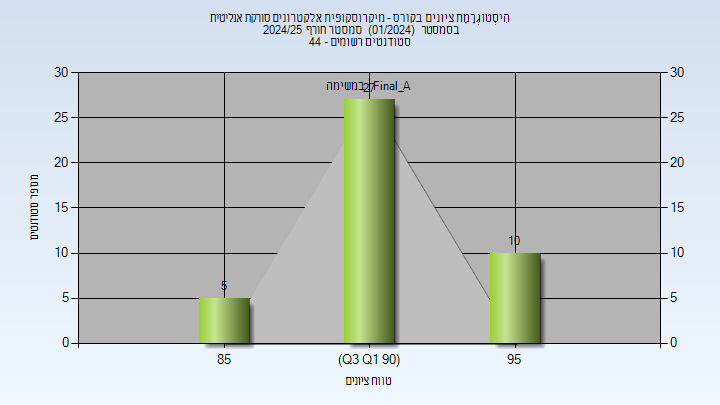 היסטוגרמת ציונים בקורס - מיקרוסקופית אלקטרונים סורקת אנליטית
בסמסטר (01/2024) סמסטר חורף 2024/25
סטודנטים רשומים - 44
במשימה - Final_A
30 30
25 25
20 20
15 15
10 10
5 5
0 0
27
10
5
מספר סטודנטים
85 (Q3 Q1 90) 95
טווח ציונים